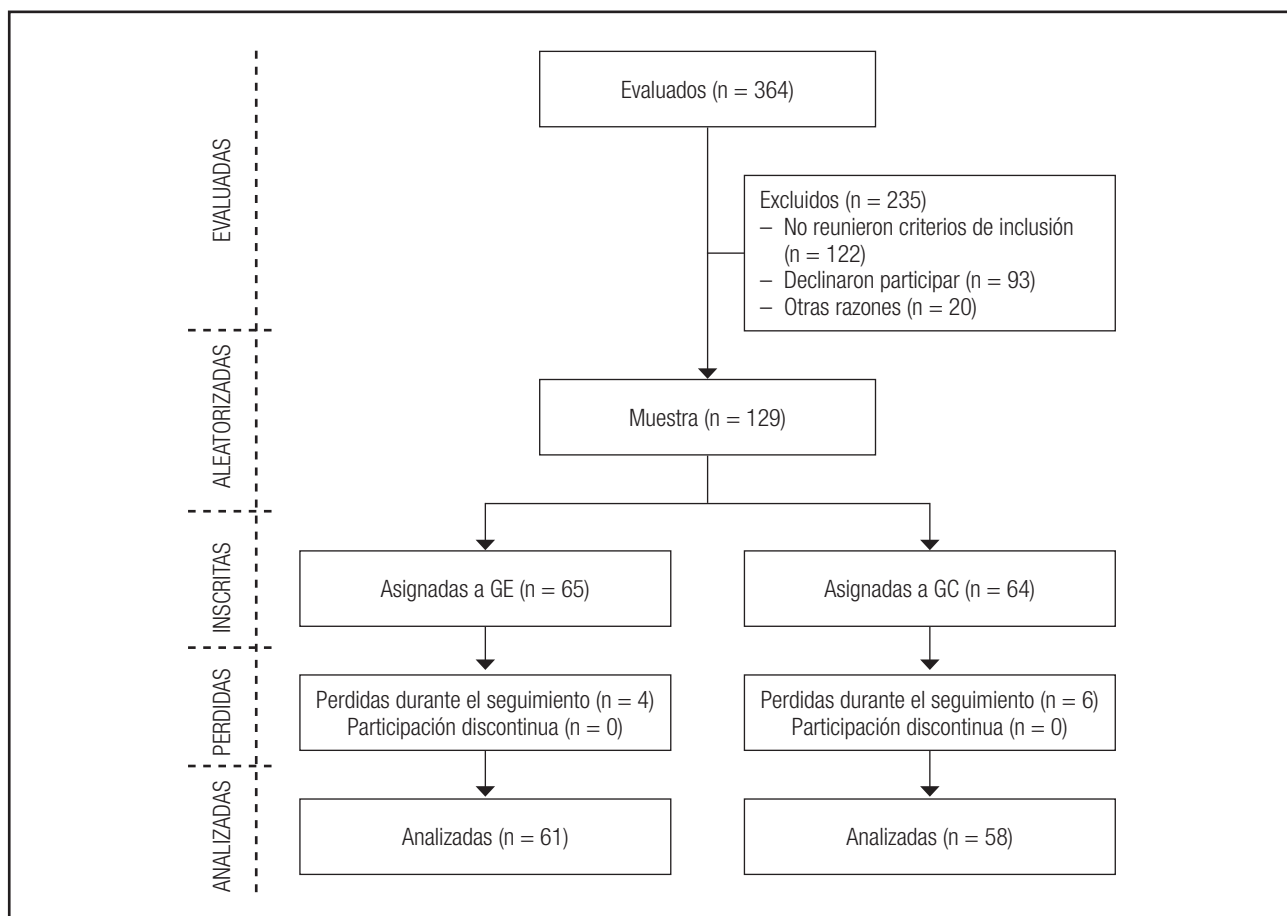 EVALUADAS
Evaluados (n = 364)
Excluidos (n = 235)
– No reunieron criterios de inclusión
(n = 122)
– Declinaron participar (n = 93)
– Otras razones (n = 20)
ALEATORIZADAS
Muestra (n = 129)
INSCRITAS
Asignadas a GE (n = 65)
Asignadas a GC (n = 64)
PERDIDAS
Perdidas durante el seguimiento (n = 4)
Participación discontinua (n = 0)
Perdidas durante el seguimiento (n = 6)
Participación discontinua (n = 0)
ANALIZADAS
Analizadas (n = 61)
Analizadas (n = 58)